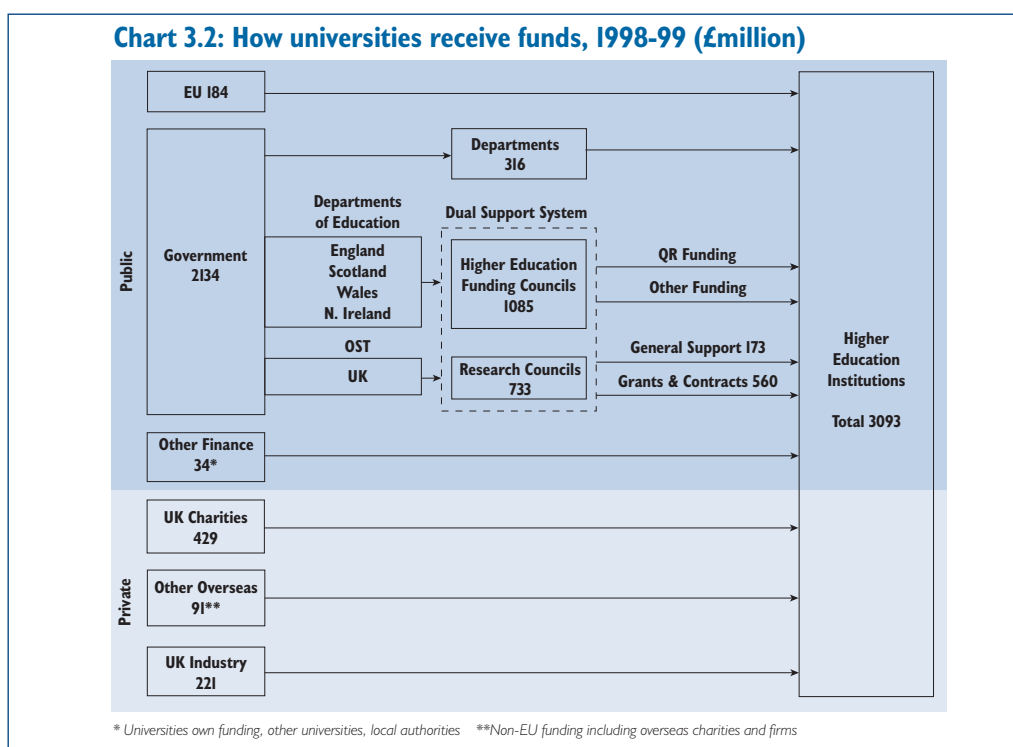 Chart 3.2: How universities receive funds, 1998-99 (£million)
Public
EU 184
Government
2134
Departments
316
Departments
of Education
England
Scotland
Wales
N. Ireland
OST
UK
Dual Support System
Higher Education
Funding Councils
1085
Research Councils
733
QR Funding
Other Funding
General Support 173
Grants & Contracts 560
Other Finance
34*
Higher
Education
Institutions
Total 3093
Private
UK Charities
429
Other Overseas
91**
UK Industry
221
* Universities own funding, other universities, local authorities **Non-EU funding including overseas charities and firms